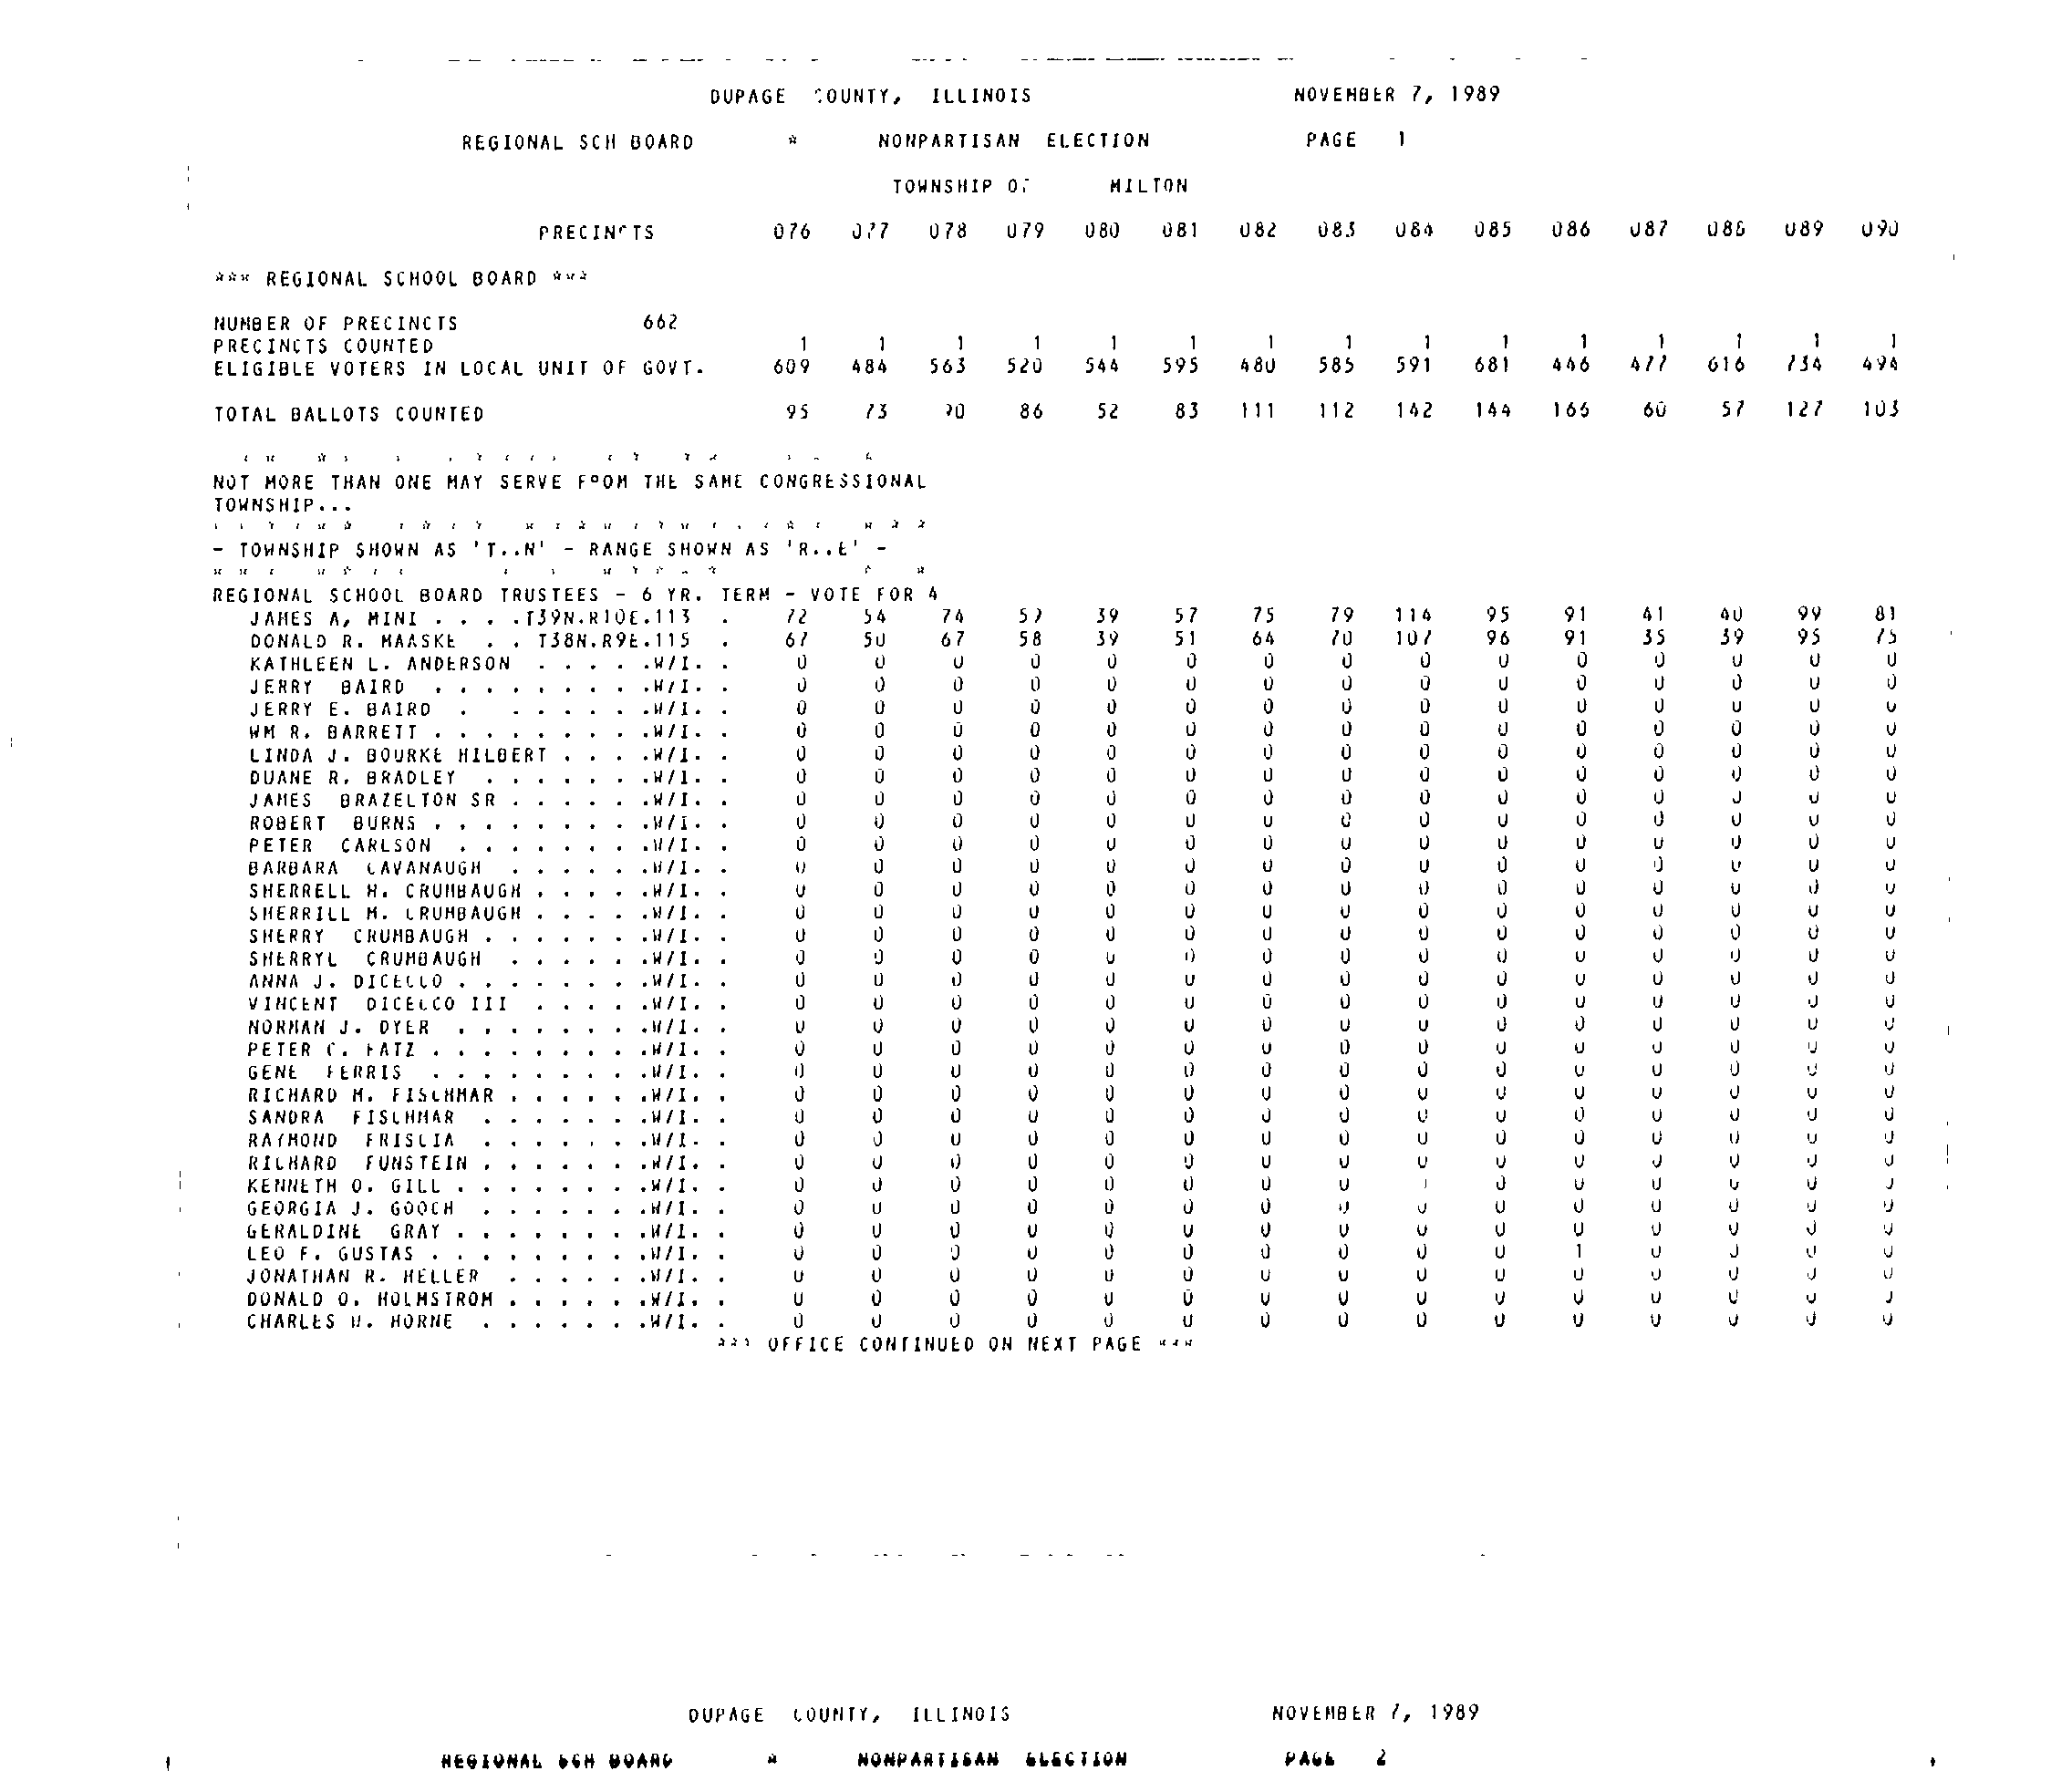 DUPAGE COUNTY, ILLINOIS NOVEMBER 7, 1989
REGIONAL SCH BOARD * NONPARTISAN ELECTION PAGE 1
TOWNSHIP OF MILTON
PRECINCTS 076 077 078 079 080 081 082 083 084 085 086 087 088 089 090
*** REGIONAL SCHOOL BOARD ***
NUMBER OF PRECINCTS 662
PRECINCTS COUNTED 1 1 1 1 1 1 1 1 1 1 1 1 1 1 1
ELIGIBLE VOTERS IN LOCAL UNIT OF GOVT. 609 484 563 520 544 595 480 585 591 681 446 477 616 734 494
TOTAL BALLOTS COUNTED 95 73 90 86 52 83 111 112 142 144 166 60 57 127 103
NOT MORE THAN ONE MAY SERVE FROM THE SAME CONGRESSIONAL
TOWNSHIP...
- TOWNSHIP SHOWN AS 'T..N' - RANGE SHOWN AS 'R..E' -
REGIONAL SCHOOL BOARD TRUSTEES - 6 YR. TERM - VOTE FOR 4
JAMES A, MINI . . . .T39N.R10E.113 . 72 54 74 57 39 57 75 79 114 95 91 41 40 99 81
DONALD R. MAASKE . . T38N.R9E.115 . 67 50 67 58 39 51 64 70 107 96 91 35 39 95 75
KATHLEEN L. ANDERSON . . . . .W/I. . 0 0 0 0 0 0 0 0 0 0 0 0 0 0 0
JERRY BAIRD . . . . . . . . .W/I. . 0 0 0 0 0 0 0 0 0 0 0 0 0 0 0
JERRY E. BAIRD . . . . . . .W/I. . 0 0 0 0 0 0 0 0 0 0 0 0 0 0 0
WM R. BARRETT . . . . . . . . .W/I. . 0 0 0 0 0 0 0 0 0 0 0 0 0 0 0
LINDA J. BOURKE HILBERT . . . .W/I. . 0 0 0 0 0 0 0 0 0 0 0 0 0 0 0
DUANE R. BRADLEY . . . . . . .W/I. . 0 0 0 0 0 0 0 0 0 0 0 0 0 0 0
JAMES BRAZELTON SR . . . . . .W/I. . 0 0 0 0 0 0 0 0 0 0 0 0 0 0 0
ROBERT BURNS . . . . . . . . .W/I. . 0 0 0 0 0 0 0 0 0 0 0 0 0 0 0
PETER CARLSON . . . . . . . .W/I. . 0 0 0 0 0 0 0 0 0 0 0 0 0 0 0
BARBARA CAVANAUGH . . . . . .W/I. . 0 0 0 0 0 0 0 0 0 0 0 0 0 0 0
SHERRELL M. CRUMBAUGH . . . . .W/I. . 0 0 0 0 0 0 0 0 0 0 0 0 0 0 0
SHERRILL M. CRUMBAUGH . . . . .W/I. . 0 0 0 0 0 0 0 0 0 0 0 0 0 0 0
SHERRY CRUMBAUGH . . . . . . .W/I. . 0 0 0 0 0 0 0 0 0 0 0 0 0 0 0
SHERRYL CRUMBAUGH . . . . . .W/I. . 0 0 0 0 0 0 0 0 0 0 0 0 0 0 0
ANNA J. DICELLO . . . . . . . .W/I. . 0 0 0 0 0 0 0 0 0 0 0 0 0 0 0
VINCENT DICELCO III . . . . .W/I. . 0 0 0 0 0 0 0 0 0 0 0 0 0 0 0
NORMAN J. DYER . . . . . . . .W/I. . 0 0 0 0 0 0 0 0 0 0 0 0 0 0 0
PETER C. FATZ . . . . . . . . .W/I. . 0 0 0 0 0 0 0 0 0 0 0 0 0 0 0
GENE FERRIS . . . . . . . . .W/I. . 0 0 0 0 0 0 0 0 0 0 0 0 0 0 0
RICHARD M. FISCHMAR . . . . . .W/I. . 0 0 0 0 0 0 0 0 0 0 0 0 0 0 0
SANDRA FISCHMAR . . . . . . .W/I. . 0 0 0 0 0 0 0 0 0 0 0 0 0 0 0
RAYMOND FRISCIA . . . . . . .W/I. . 0 0 0 0 0 0 0 0 0 0 0 0 0 0 0
RICHARD FUNSTEIN . . . . . . .W/I. . 0 0 0 0 0 0 0 0 0 0 0 0 0 0 0
KENNETH O. GILL . . . . . . . .W/I. . 0 0 0 0 0 0 0 0 0 0 0 0 0 0
GEORGIA J. GOOCH . . . . . . .W/I. . 0 0 0 0 0 0 0 0 0 0 0 0 0 0 0
GERALDINE GRAY . . . . . . . .W/I. . 0 0 0 0 0 0 0 0 0 0 0 0 0 0 0
LEO F. GUSTAS . . . . . . . . .W/I. . 0 0 0 0 0 0 0 0 0 0 1 0 0 0 0
JONATHAN R. HELLER . . . . . .W/I. . 0 0 0 0 0 0 0 0 0 0 0 0 0 0 0
DONALD O. HOLMSTROM . . . . . .W/I. . 0 0 0 0 0 0 0 0 0 0 0 0 0 0 0
CHARLES W. HORNE . . . . . . .W/I. . 0 0 0 0 0 0 0 0 0 0 0 0 0 0 0
*** OFFICE CONTINUED ON NEXT PAGE ***
DUPAGE COUNTY, ILLINOIS NOVEMBER 7, 1989
REGIONAL SCH BOARD * NONPARTISAN ELECTION PAGE 2